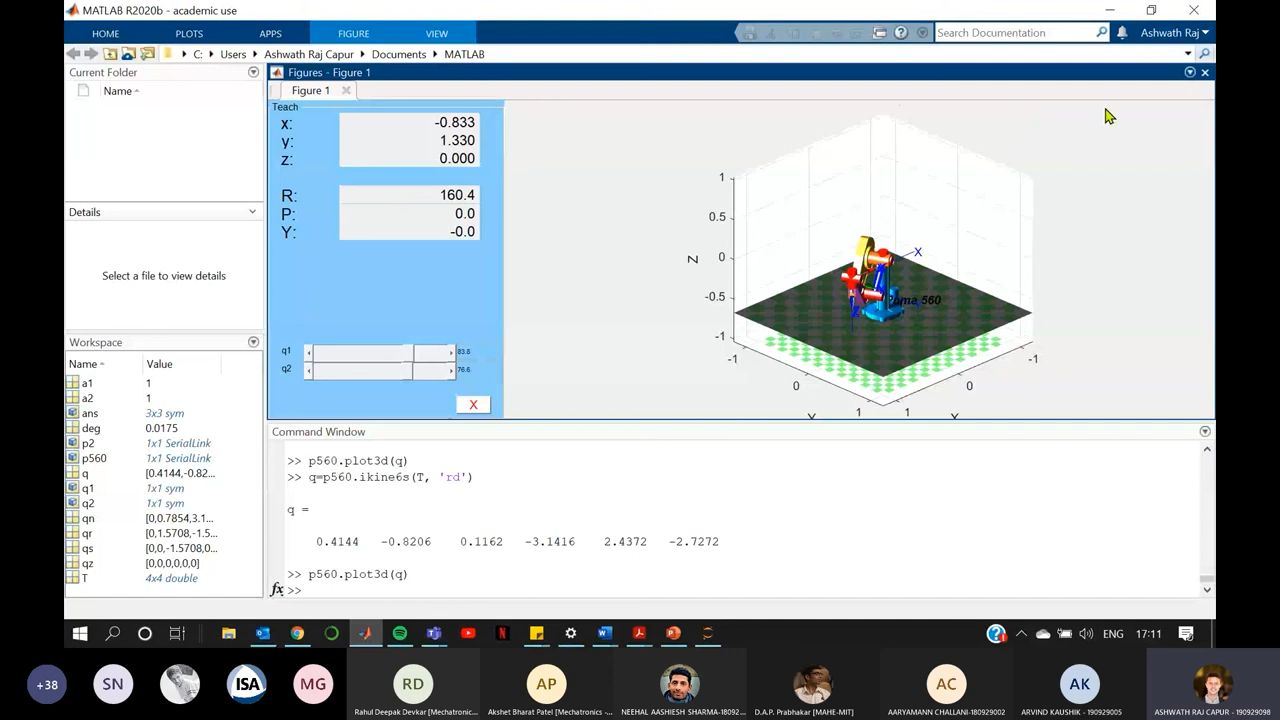 MATLAB R2020b - academic use
HOME PLOTS APPS FIGURE VIEW Search Documentation Ashwath Raj
C: Users Ashwath Raj Capur Documents MATLAB
Current Folder
Name
Details
Select a file to view details
Workspace
Name Value
a1 1
a2 1
ans 3x3 sym
deg 0.0175
p2 1x1 SerialLink
p560 1x1 SerialLink
q [0.4144,-0.82...
q1 1x1 sym
q2 1x1 sym
qn [0,0.7854,3.1...
qr [0,1.5708,-1.5...
qs [0,0,-1.5708,0...
qz [0,0,0,0,0,0]
T 4x4 double
Figures - Figure 1
Figure 1
Teach
x: -0.833
y: 1.330
z: 0.000
R: 160.4
P: 0.0
Y: -0.0
q1 83.8
q2 76.6
X
1
0.5
0
-0.5
-1
Z
-1 0 1
1 0 -1
X
560
Command Window
>> p560.plot3d(q)
>> q=p560.ikine6s(T, 'rd')
q =
0.4144 -0.8206 0.1162 -3.1416 2.4372 -2.7272
>> p560.plot3d(q)
fx >>
ENG 17:11
+38 SN ISA MG RD AP AC AK
Rahul Deepak Devkar [Mechatronic...
Akshet Bharat Patel [Mechatronics -...
NEEHAL AASHIESH SHARMA-18092...
D.A.P. Prabhakar [MAHE-MIT]
AARYAMANN CHALLANI-180929002
ARVIND KAUSHIK - 190929005
ASHWATH RAJ CAPUR - 190929098